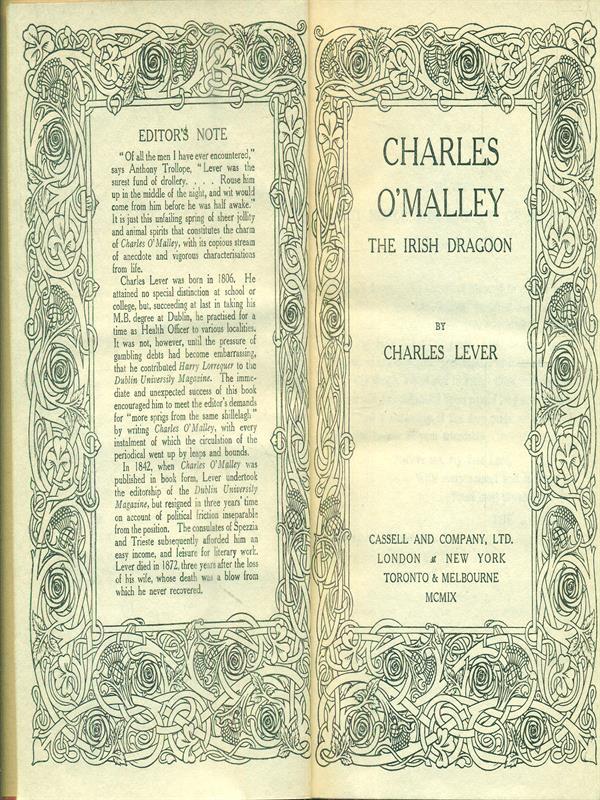 EDITOR'S NOTE
"Of all the men I have ever encountered,"
says Anthony Trollope, "Lever was the
surest fund of drollery. . . . Rouse him
up in the middle of the night, and wit would
come from him before he was half awake."
It is just this unfailing spring of sheer jollity
and animal spirits that constitutes the charm
of Charles O'Malley, with its copious stream
of anecdote and vigorous characterisations
from life.
Charles Lever was born in 1806. He
attained no special distinction at school or
college, but, succeeding at last in taking his
M.B. degree at Dublin, he practised for a
time as Health Officer to various localities.
It was not, however, until the pressure of
gambling debts had become embarrassing,
that he contributed Harry Lorrequer to the
Dublin University Magazine. The imme-
diate and unexpected success of this book
encouraged him to meet the editor's demands
for "more sprigs from the same shillelagh"
by writing Charles O'Malley, with every
instalment of which the circulation of the
periodical went up by leaps and bounds.
In 1842, when Charles O'Malley was
published in book form, Lever undertook
the editorship of the Dublin University
Magazine, but resigned in three years' time
on account of political friction inseparable
from the position. The consulates of Spezzia
and Trieste subsequently afforded him an
easy income, and leisure for literary work.
Lever died in 1872, three years after the loss
of his wife, whose death was a blow from
which he never recovered.
CHARLES
O'MALLEY
THE IRISH DRAGOON
BY
CHARLES LEVER
CASSELL AND COMPANY, LTD.
LONDON & NEW YORK
TORONTO & MELBOURNE
MCMIX